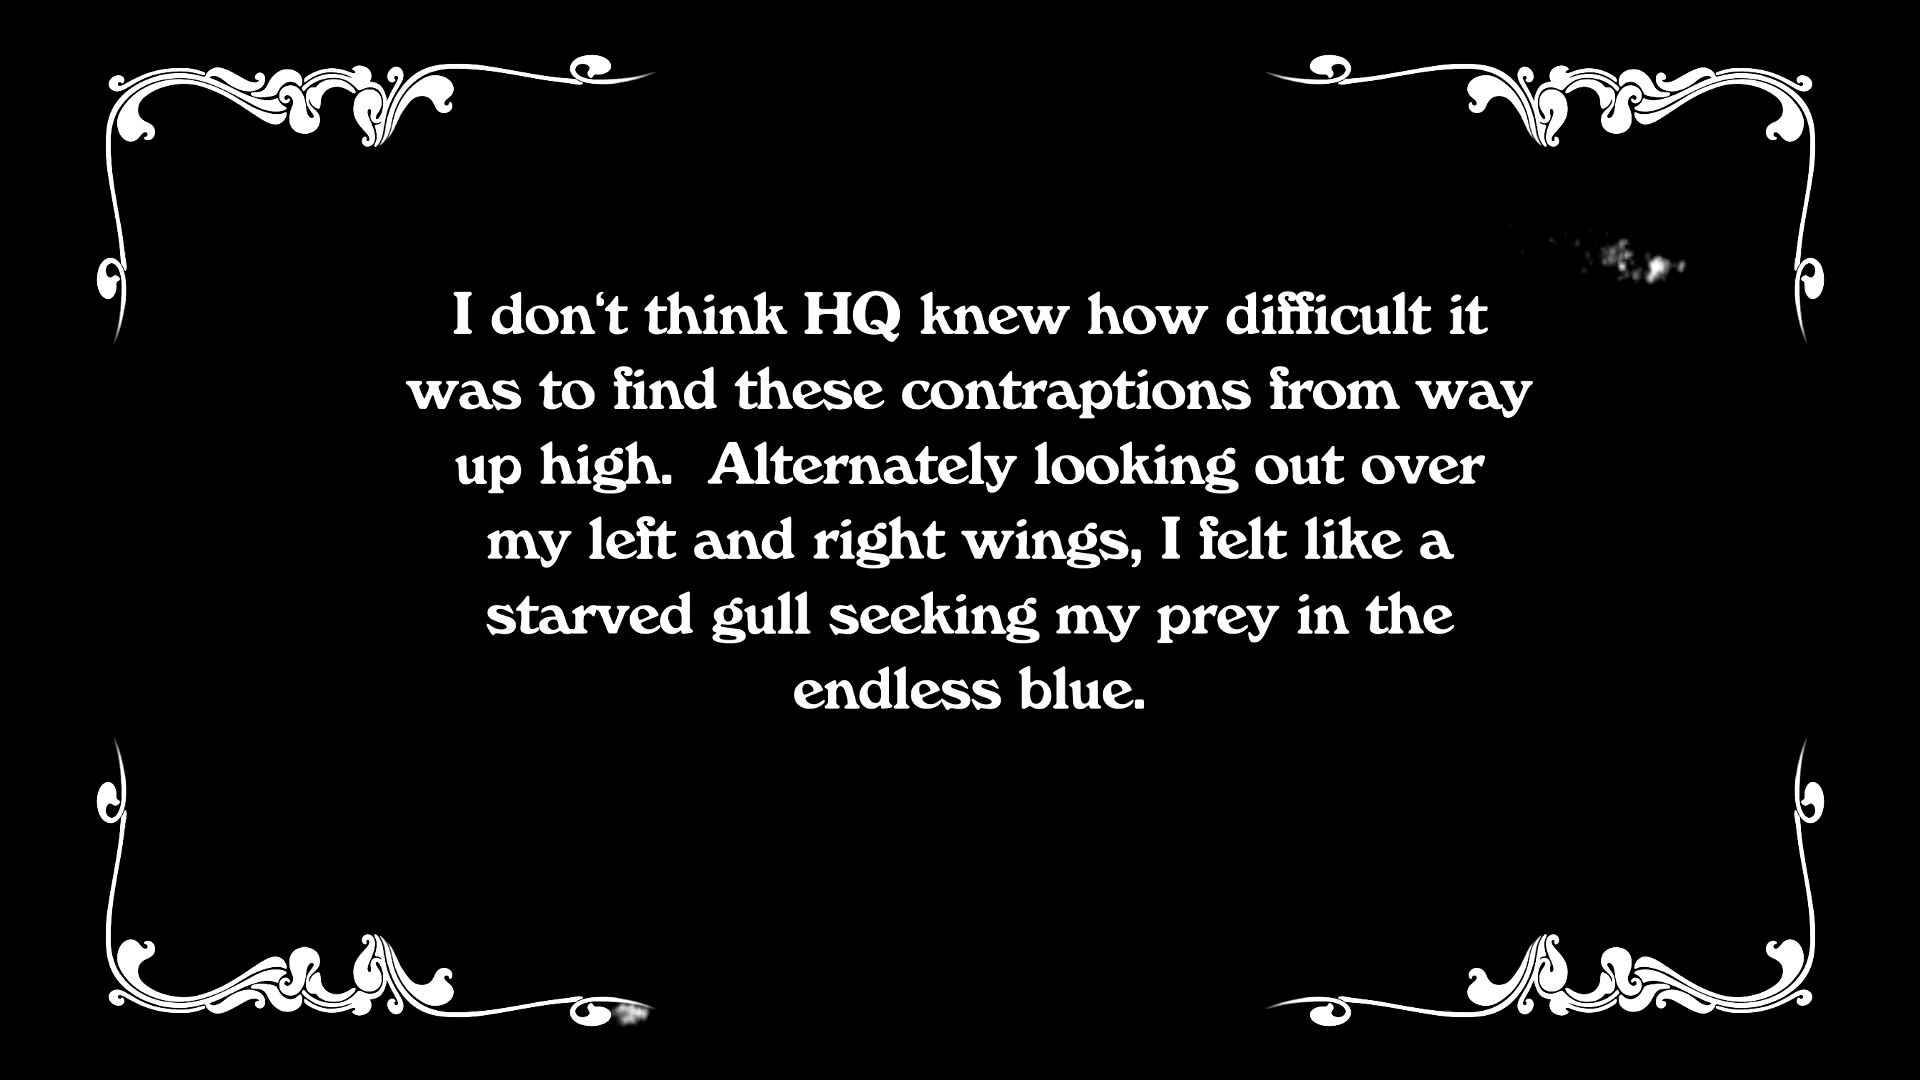 I don‘t think HQ knew how difficult it
was to find these contraptions from way
up high.  Alternately looking out over
my left and right wings, I felt like a
starved gull seeking my prey in the
endless blue.